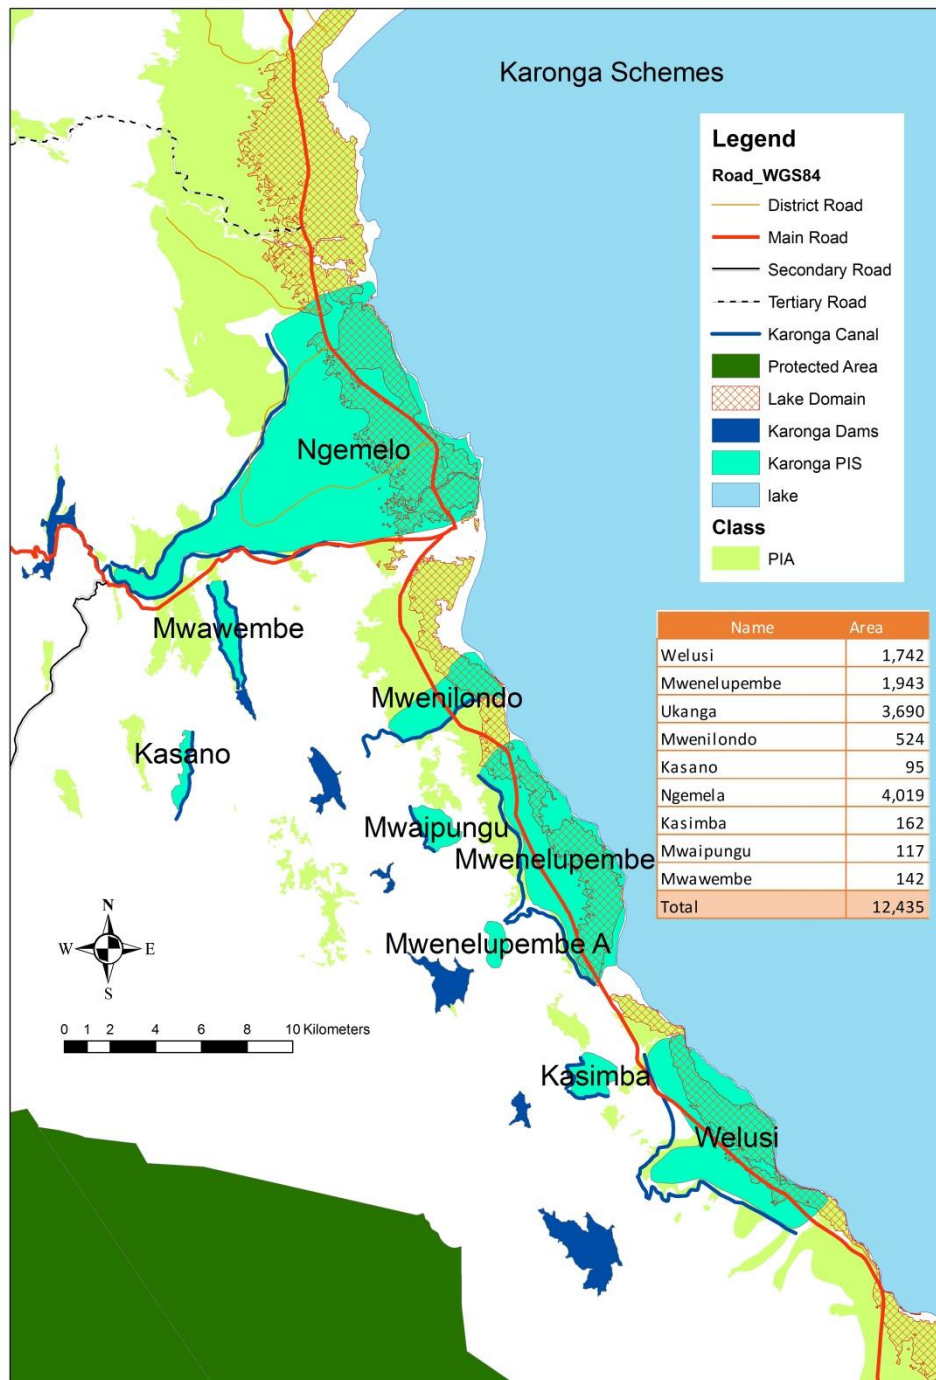 Karonga Schemes
Legend
Road_WGS84
District Road
Main Road
Secondary Road
Tertiary Road
Karonga Canal
Protected Area
Lake Domain
Karonga Dams
Karonga PIS
lake
Class
PIA
Ngemelo
Mwawembe
Mwenilondo
Kasano
Mwaipungu
Mwenelupembe
Mwenelupembe A
Kasimba
Welusi
Name Area
Welusi 1,742
Mwenelupembe 1,943
Ukanga 3,690
Mwenilondo 524
Kasano 95
Ngemela 4,019
Kasimba 162
Mwaipungu 117
Mwawembe 142
Total 12,435
N
W E
S
0 1 2 4 6 8 10 Kilometers